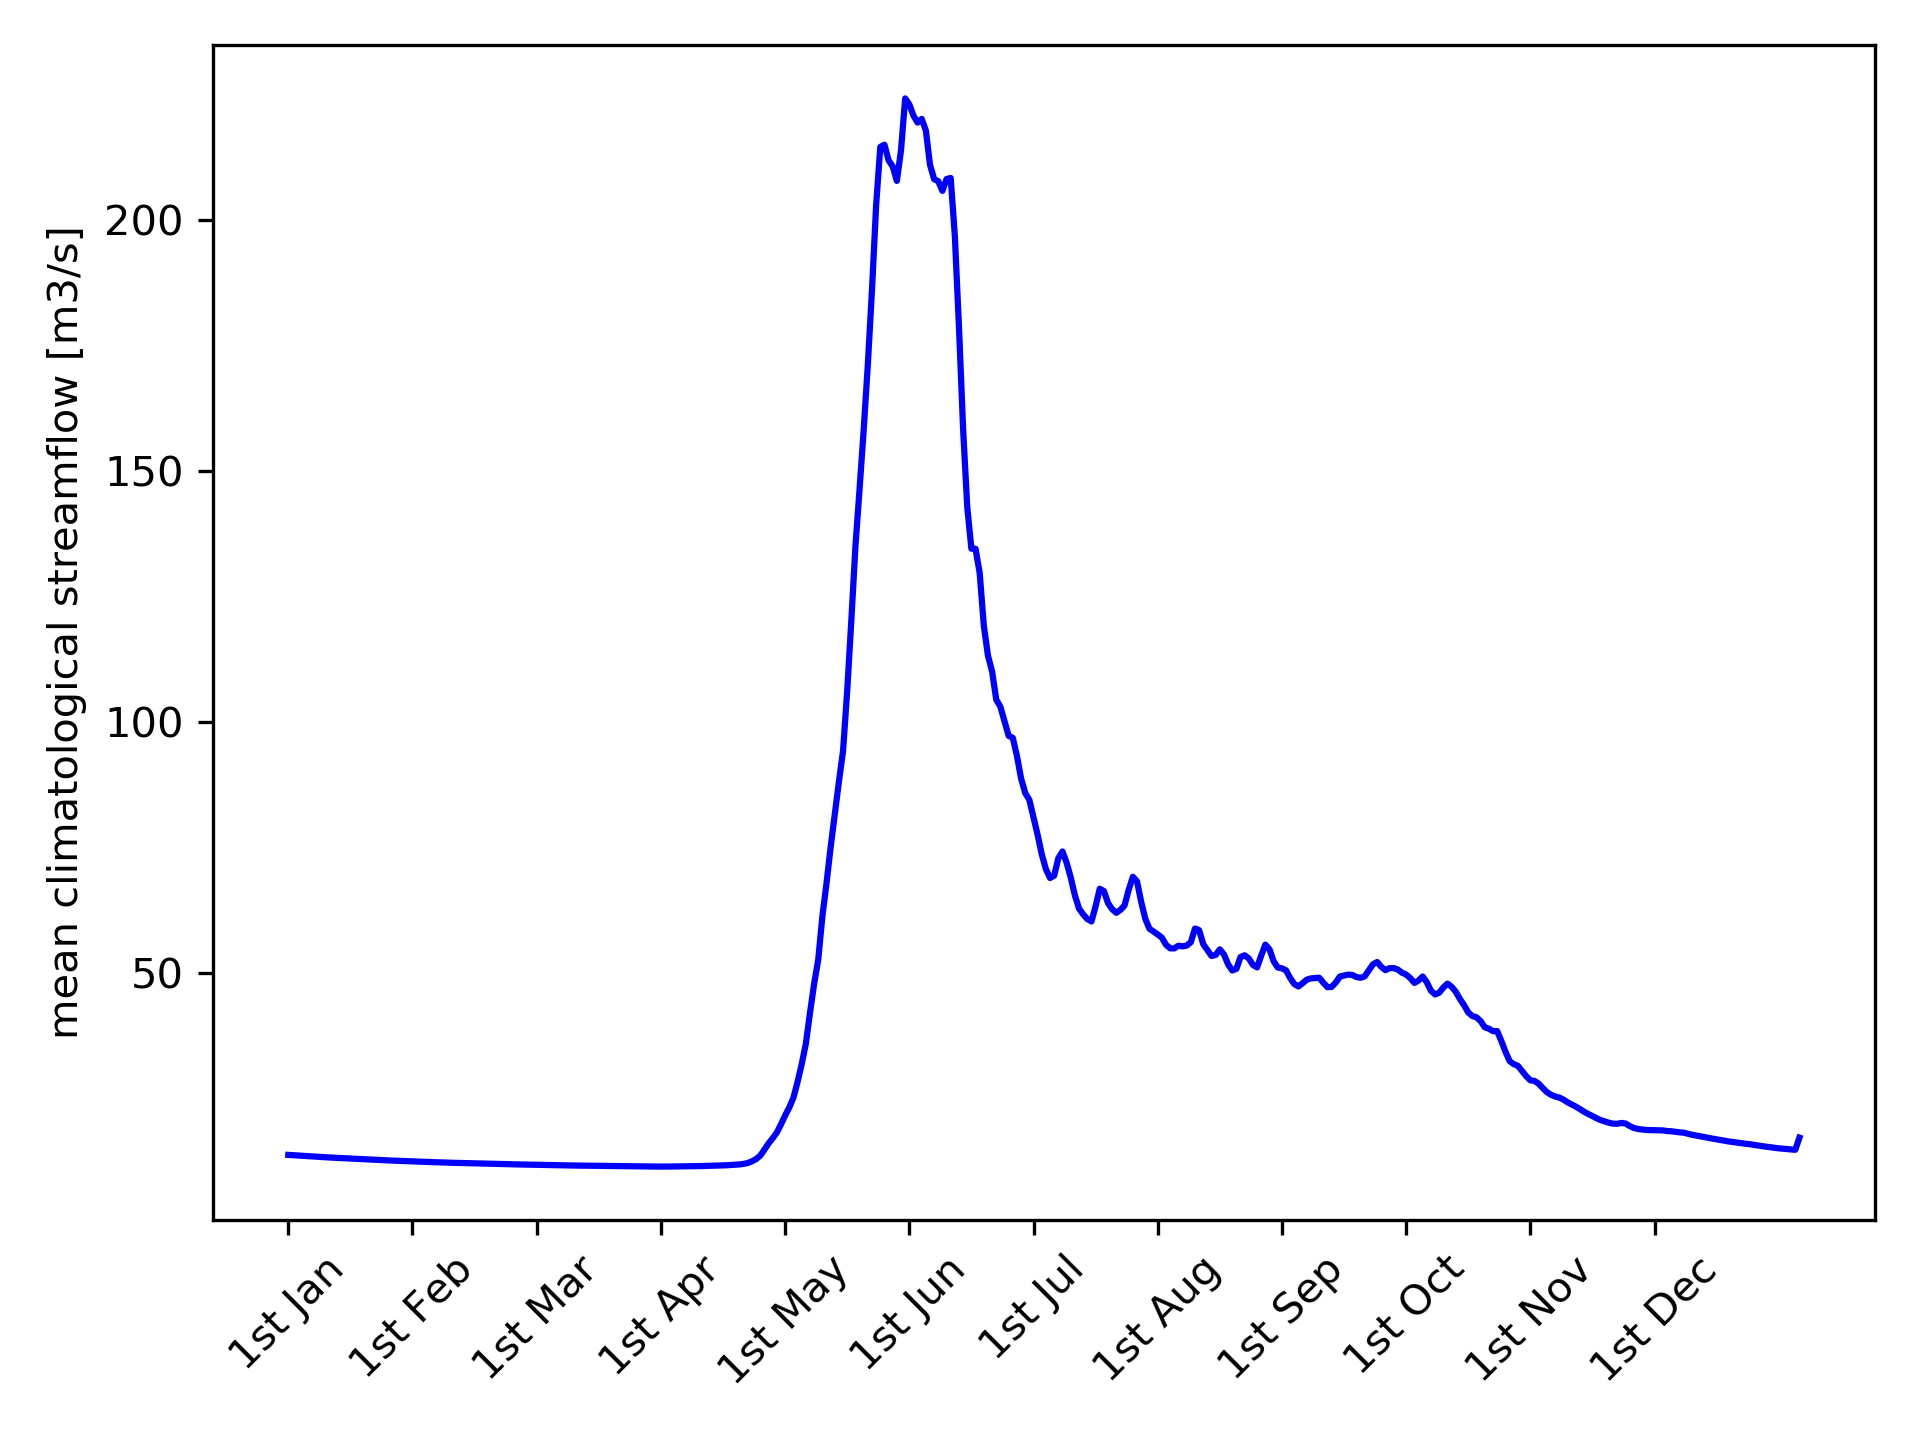 mean climatological streamflow [m3/s]
200
150
100
50
1st Jan
1st Feb
1st Mar
1st Apr
1st May
1st Jun
1st Jul
1st Aug
1st Sep
1st Oct
1st Nov
1st Dec